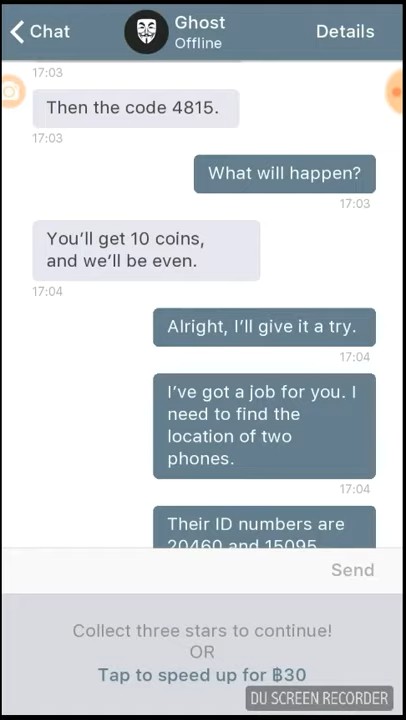 Chat
Ghost
Offline
Details
17:03
Then the code 4815.
17:03
What will happen?
17:03
You'll get 10 coins,
and we'll be even.
17:04
Alright, I'll give it a try.
17:04
I've got a job for you. I
need to find the
location of two
phones.
17:04
Their ID numbers are
20460 and 15095
Send
Collect three stars to continue!
OR
Tap to speed up for ฿30
DU SCREEN RECORDER